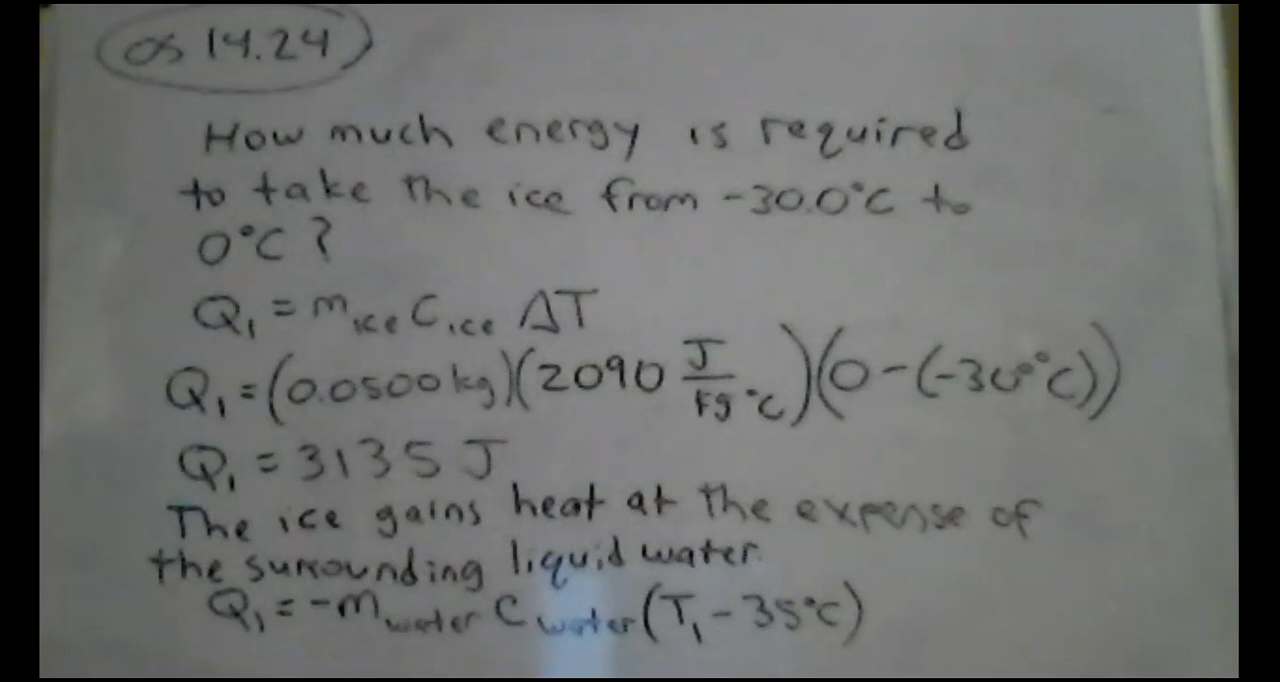 OS 14.24
How much energy is required
to take the ice from -30.0°C to
0°C?
Q₁ = m_ice C_ice ΔT
Q₁ = (0.0500 kg)(2090 J/kg °C)(0 - (-30°C))
Q₁ = 3135 J
The ice gains heat at the expense of
the surrounding liquid water.
Q₁ = -m_water C_water (T₁ - 35°C)